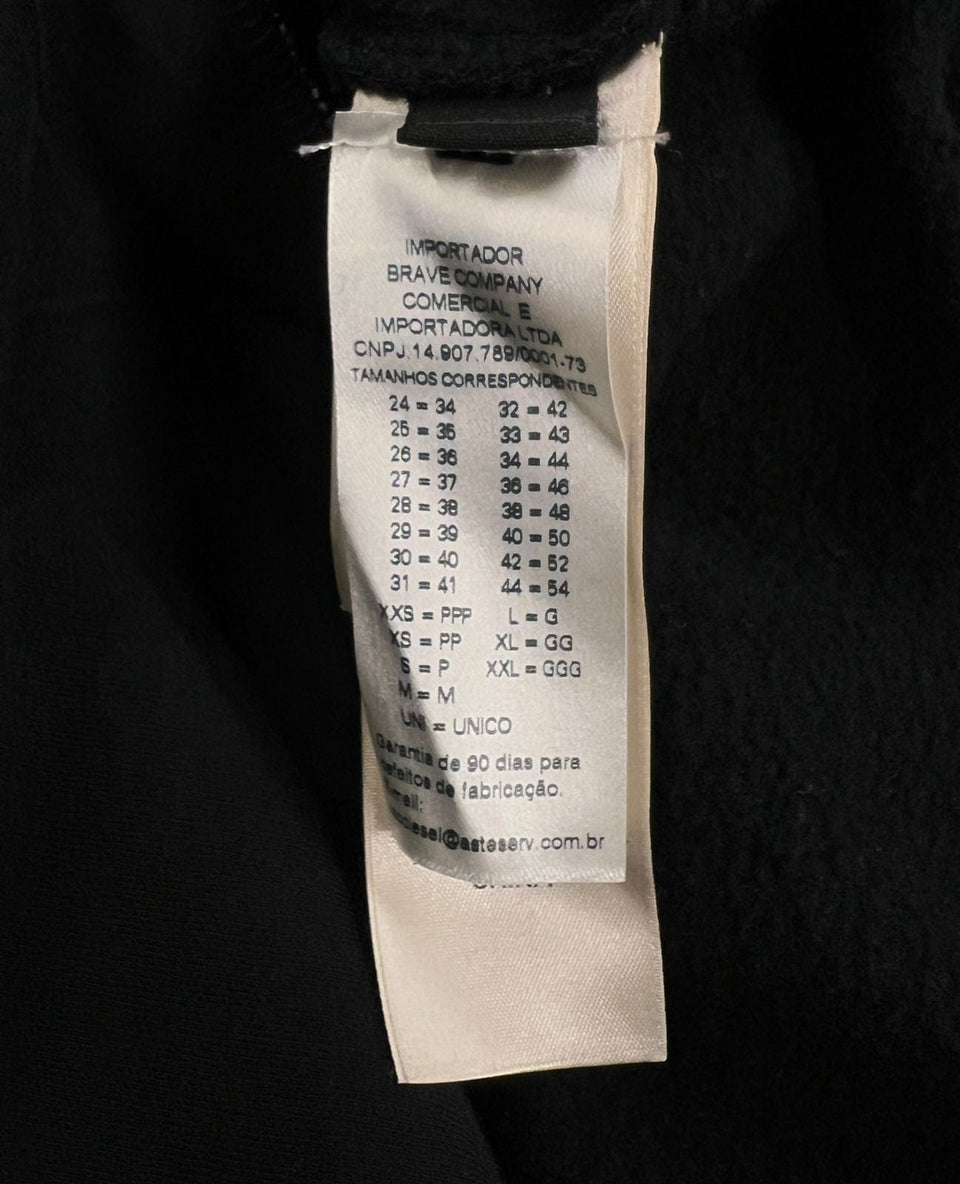 IMPORTADOR
BRAVE COMPANY
COMERCIAL E
IMPORTADORA LTDA
CNPJ.14.907.789/0001-73
TAMANHOS CORRESPONDENTES
24 = 34 32 = 42
25 = 35 33 = 43
26 = 36 34 = 44
27 = 37 36 = 46
28 = 38 38 = 48
29 = 39 40 = 50
30 = 40 42 = 52
31 = 41 44 = 54
XXS = PPP L = G
XS = PP XL = GG
S = P XXL = GGG
M = M
UNI = UNICO
Garantia de 90 dias para
defeitos de fabricação.